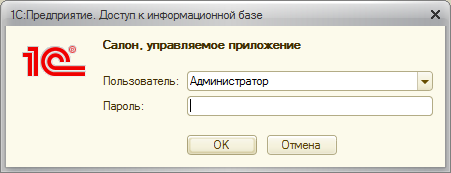 1С:Предприятие. Доступ к информационной базе
1С®
Салон, управляемое приложение
Пользователь: Администратор
Пароль:
OK Отмена